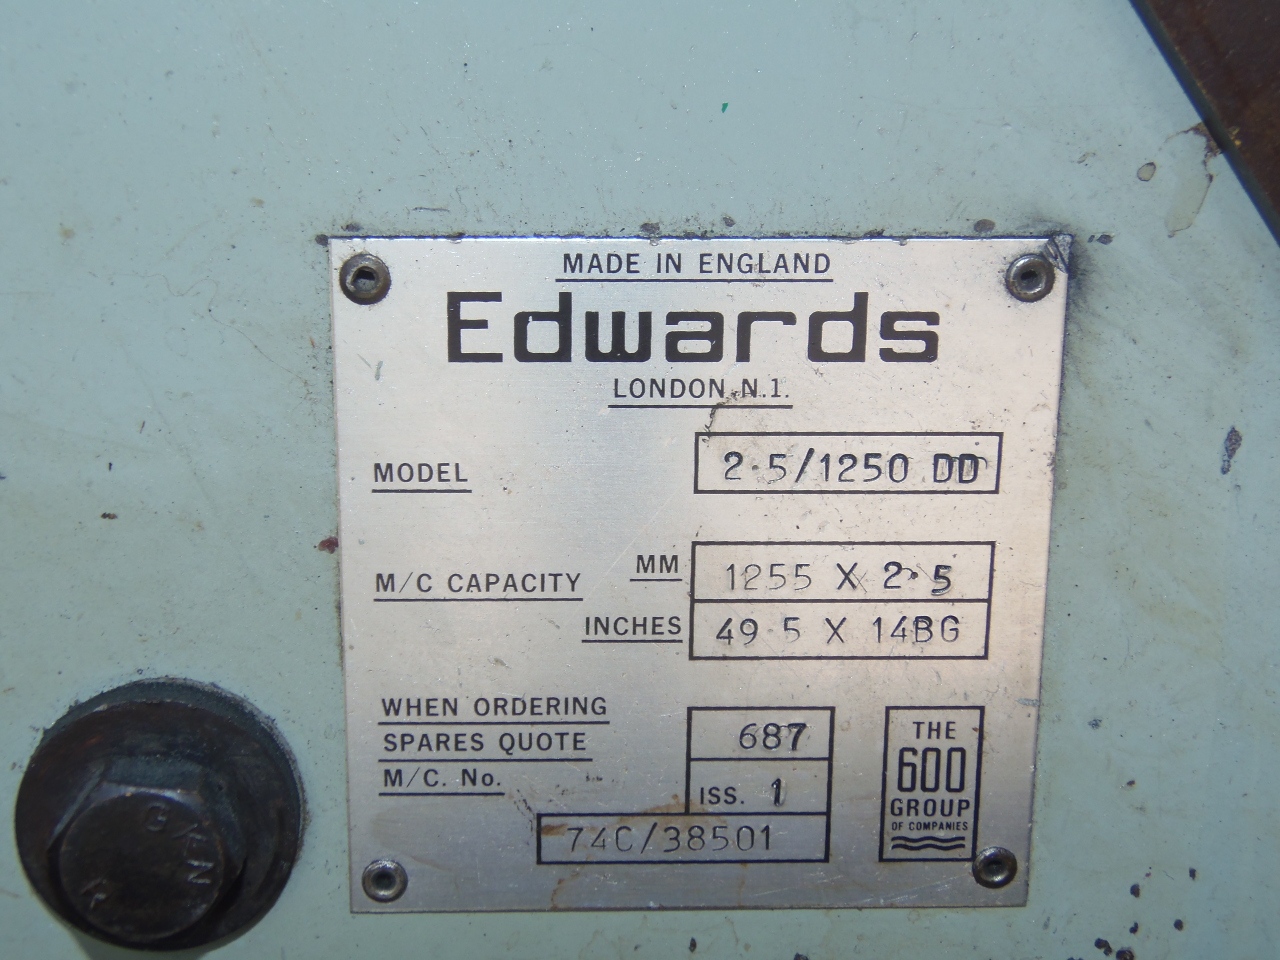 MADE IN ENGLAND
Edwards
LONDON N.1.
MODEL 2·5/1250 DD
M/C CAPACITY MM 1255 X 2·5
INCHES 49·5 X 14BG
WHEN ORDERING
SPARES QUOTE 687
M/C. No. ISS. 1
74C/38501
THE
600
GROUP
OF COMPANIES
GKN
R